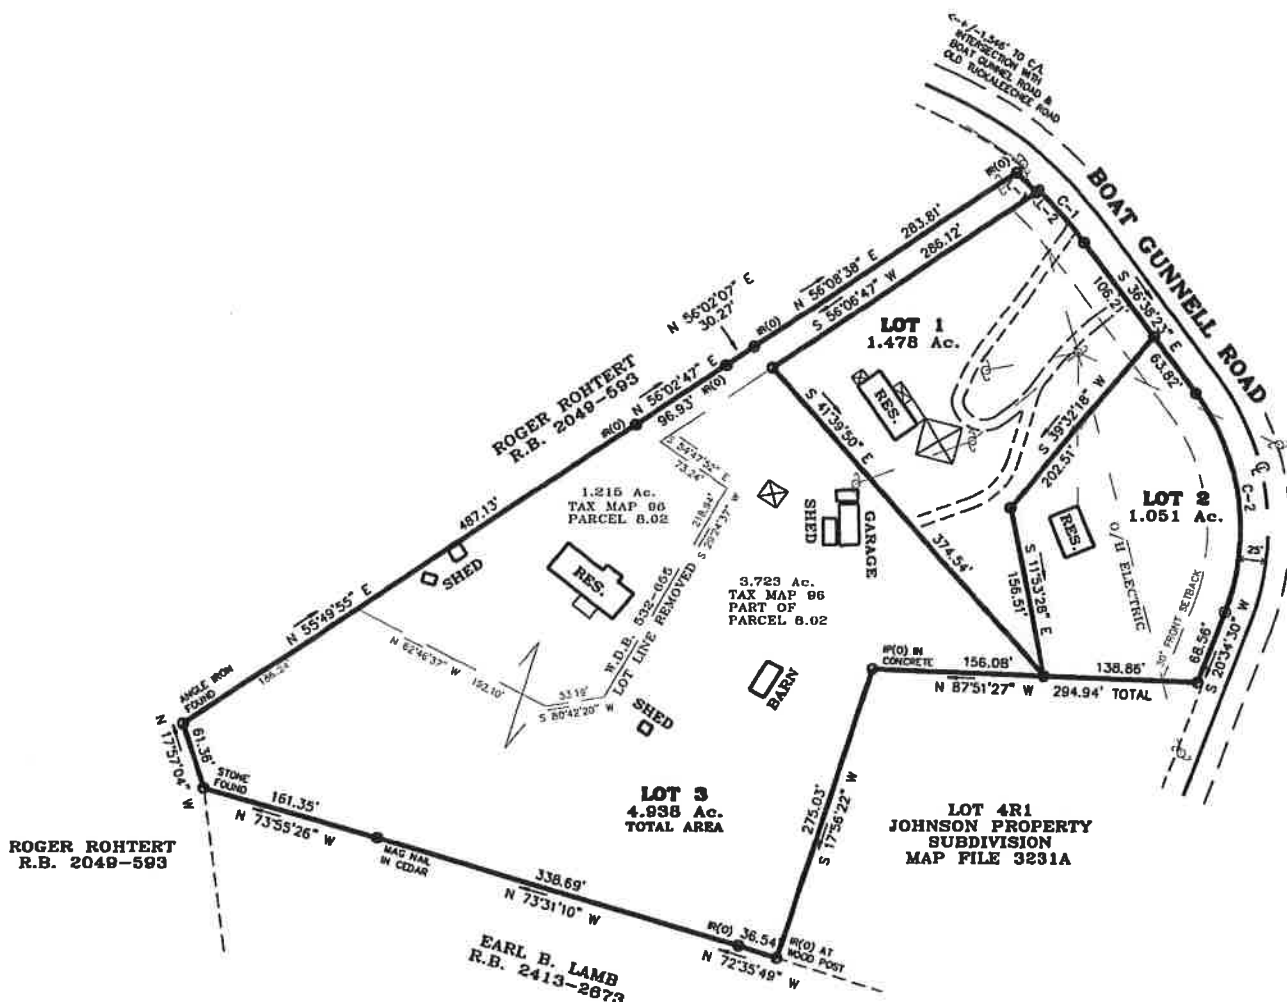 <-+/-1,546' TO C/L
INTERSECTION WITH
BOAT GUNNEL ROAD &
OLD TUCKALEECHEE ROAD
BOAT GUNNELL ROAD
IR(O)
L-1
L-2
C-1
283.81'
N 56°08'38" E
286.12'
S 56°06'47" W
N 56°02'07" E
30.27'
IR(O)
S 36°38'23" E
106.27'
63.82'
LOT 1
1.478 Ac.
RES.
ROGER ROHTERT
R.B. 2049-593
N 56°02'47" E
96.93'
IR(O)
IR(O)
S 41°39'50" E
374.54'
S 39°32'18" W
202.51'
S 54°47'52" E
73.24'
1.215 Ac.
TAX MAP 96
PARCEL 8.02
218.94'
S 29°24'37" W
487.13'
N 55°49'55" E
SHED
RES.
SHED
GARAGE
LOT 2
1.051 Ac.
RES.
C-2
O/H ELECTRIC
25'
30' FRONT SETBACK
S 11°53'28" E
156.51'
3.723 Ac.
TAX MAP 96
PART OF
PARCEL 8.02
W.D.B. 532-655
LOT LINE REMOVED
186.24'
N 62°46'37" W
192.10'
53.19'
S 80°42'20" W
SHED
BARN
IP(O) IN
CONCRETE
156.08'
N 87°51'27" W
138.86'
294.94' TOTAL
68.56'
S 20°34'30" W
ANGLE IRON
FOUND
N 17°57'04" W
61.36'
STONE
FOUND
161.35'
N 73°55'26" W
MAG NAIL
IN CEDAR
LOT 3
4.938 Ac.
TOTAL AREA
275.03'
S 17°56'22" W
LOT 4R1
JOHNSON PROPERTY
SUBDIVISION
MAP FILE 3231A
ROGER ROHTERT
R.B. 2049-593
338.69'
N 73°31'10" W
IR(O)
36.54'
N 72°35'49" W
IR(O) AT
WOOD POST
EARL B. LAMB
R.B. 2413-2673